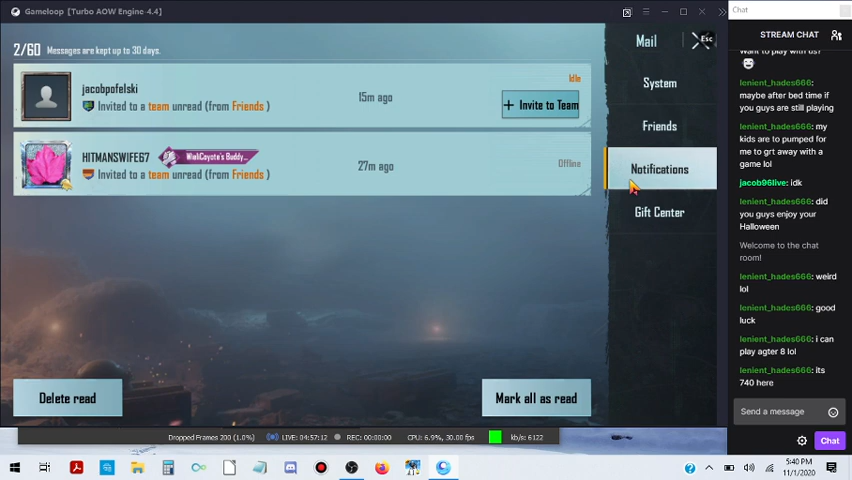 Gameloop [Turbo AOW Engine-4.4]
2/60 Messages are kept up to 30 days.
jacobpofelski
Invited to a team unread (from Friends )
15m ago
Idle
+ Invite to Team
HITMANSWIFE67 WieliCoyote's Buddy...
Invited to a team unread (from Friends )
27m ago
Offline
Delete read
Mark all as read
Mail
Esc
System
Friends
Notifications
Gift Center
Chat
STREAM CHAT
want to play with us?
lenient_hades666:
maybe after bed time if
you guys are still playing
lenient_hades666: my
kids are to pumped for
me to grt away with a
game lol
jacob96live: idk
lenient_hades666: did
you guys enjoy your
Halloween
Welcome to the chat
room!
lenient_hades666: weird
lol
lenient_hades666: good
luck
lenient_hades666: i can
play agter 8 lol
lenient_hades666: its
740 here
Send a message
Chat
Dropped Frames 200 (1.0%)
LIVE: 04:57:12
REC: 00:00:00
CPU: 6.9%, 30.00 fps
kb/s: 6122
5:40 PM
11/1/2020